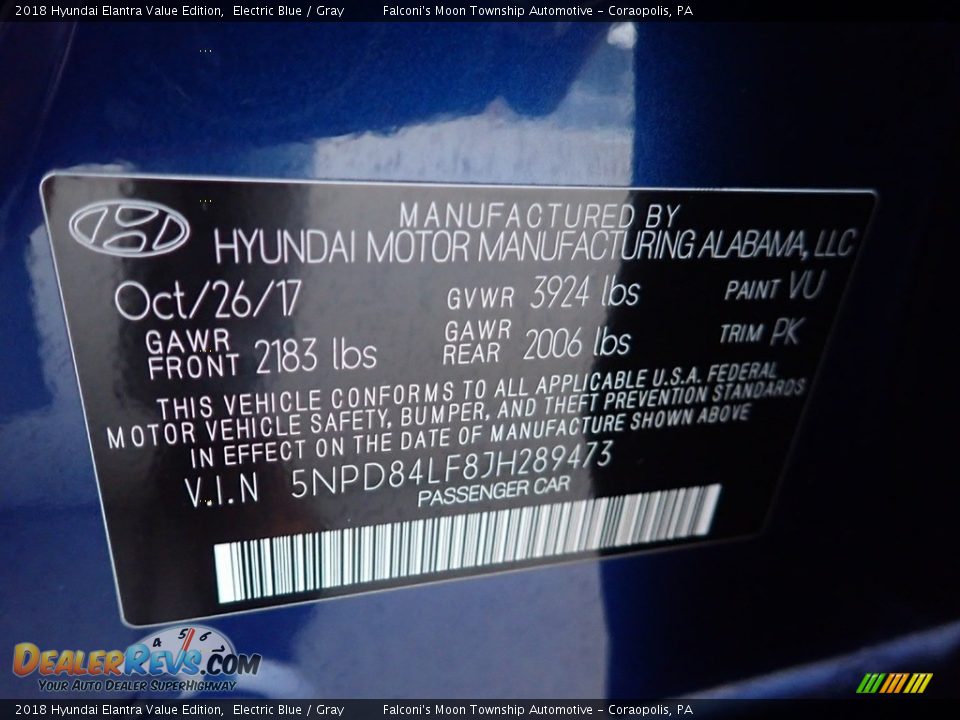 2018 Hyundai Elantra Value Edition, Electric Blue / Gray Falconi's Moon Township Automotive - Coraopolis, PA
MANUFACTURED BY
HYUNDAI MOTOR MANUFACTURING ALABAMA, LLC
Oct/26/17 GVWR 3924 lbs PAINT VU
GAWR FRONT 2183 lbs GAWR REAR 2006 lbs TRIM PK
THIS VEHICLE CONFORMS TO ALL APPLICABLE U.S.A. FEDERAL
MOTOR VEHICLE SAFETY, BUMPER, AND THEFT PREVENTION STANDARDS
IN EFFECT ON THE DATE OF MANUFACTURE SHOWN ABOVE
V.I.N 5NPD84LF8JH289473
PASSENGER CAR
4 5 6
DEALERREVS.COM
YOUR AUTO DEALER SUPERHIGHWAY
2018 Hyundai Elantra Value Edition, Electric Blue / Gray Falconi's Moon Township Automotive - Coraopolis, PA